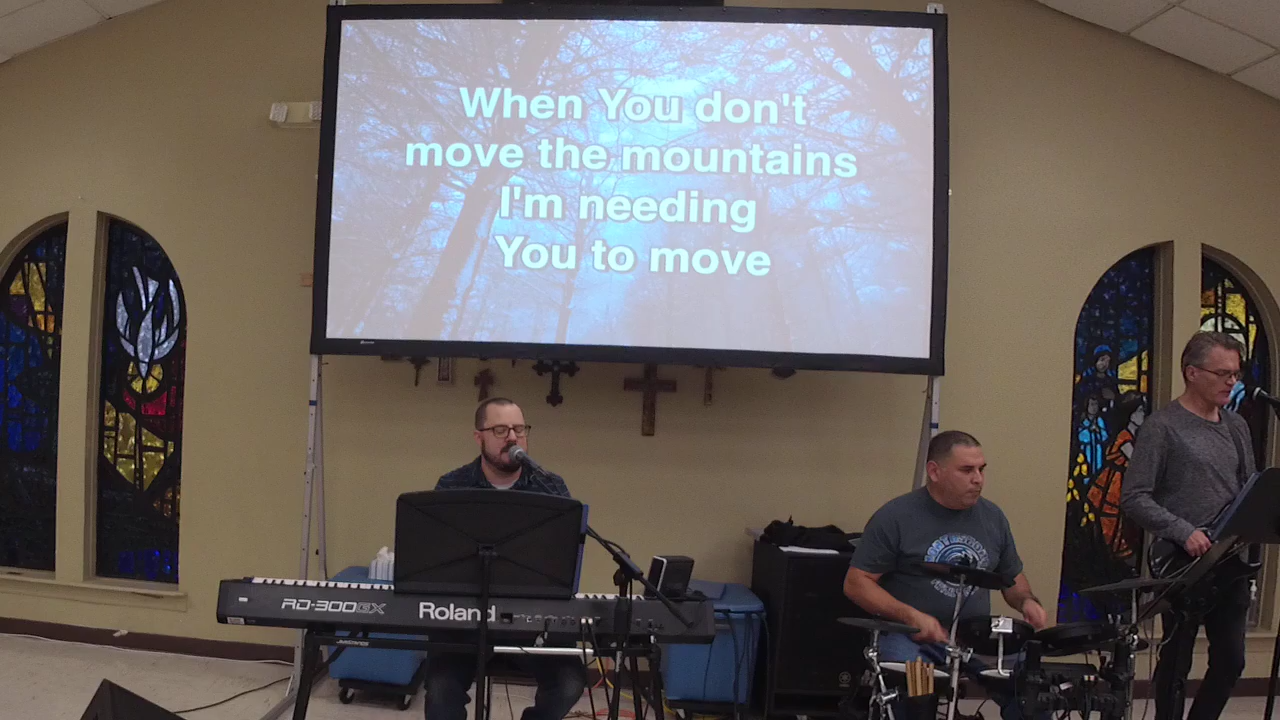 When You don't
move the mountains
I'm needing
You to move
RD-300GX
Roland